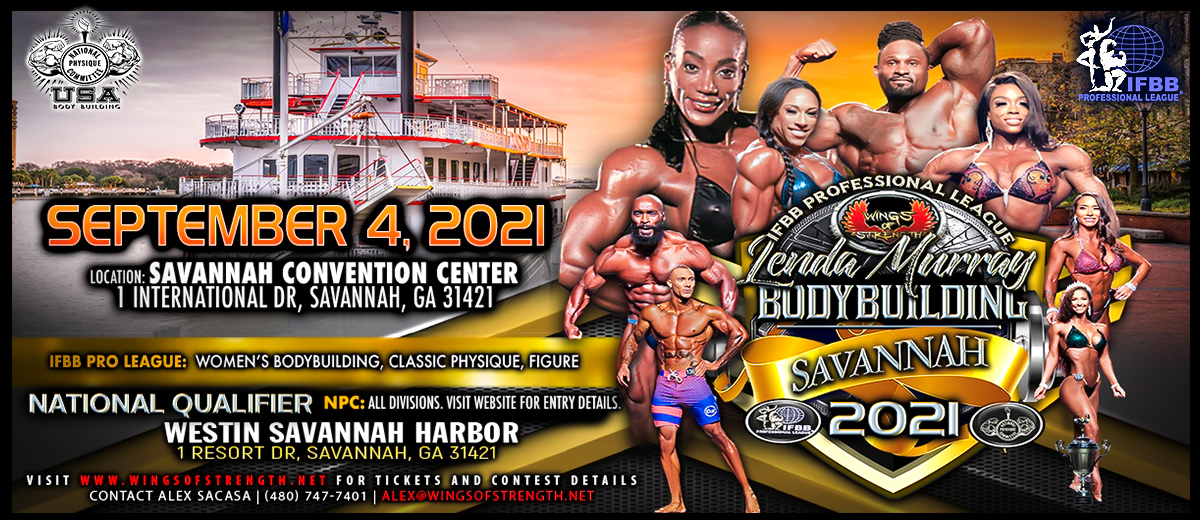 NATIONAL
PHYSIQUE
COMMITTEE
USA
BODY BUILDING
IFBB
PROFESSIONAL LEAGUE
SEPTEMBER 4, 2021
LOCATION: SAVANNAH CONVENTION CENTER
1 INTERNATIONAL DR, SAVANNAH, GA 31421
IFBB PRO LEAGUE: WOMEN'S BODYBUILDING, CLASSIC PHYSIQUE, FIGURE
NATIONAL QUALIFIER NPC: ALL DIVISIONS. VISIT WEBSITE FOR ENTRY DETAILS.
WESTIN SAVANNAH HARBOR
1 RESORT DR, SAVANNAH, GA 31421
VISIT WWW.WINGSOFSTRENGTH.NET FOR TICKETS AND CONTEST DETAILS
CONTACT ALEX SACASA | (480) 747-7401 | ALEX@WINGSOFSTRENGTH.NET
IFBB PROFESSIONAL LEAGUE
WINGS
OF
STRENGTH
Lenda Murray
BODYBUILDING
SAVANNAH
2021
IFBB
PROFESSIONAL LEAGUE